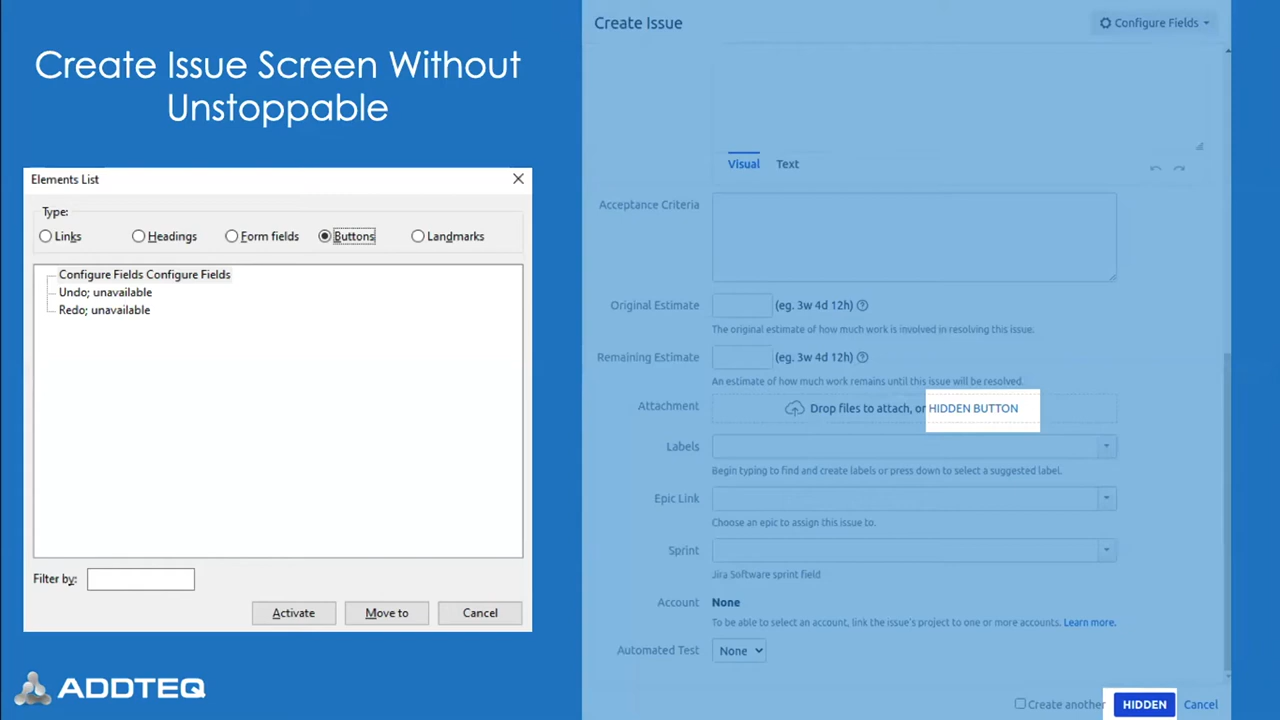 Create Issue Screen Without
Unstoppable
Elements List
Type:
Links
Headings
Form fields
Buttons
Landmarks
Configure Fields Configure Fields
Undo; unavailable
Redo; unavailable
Filter by:
Activate
Move to
Cancel
ADDTEQ
Create Issue
Configure Fields
Visual
Text
Acceptance Criteria
Original Estimate
(eg. 3w 4d 12h)
The original estimate of how much work is involved in resolving this issue.
Remaining Estimate
(eg. 3w 4d 12h)
An estimate of how much work remains until this issue will be resolved.
Attachment
Drop files to attach, or HIDDEN BUTTON
Labels
Begin typing to find and create labels or press down to select a suggested label.
Epic Link
Choose an epic to assign this issue to.
Sprint
Jira Software sprint field
Account
None
To be able to select an account, link the issue's project to one or more accounts. Learn more.
Automated Test
None
Create another
HIDDEN
Cancel